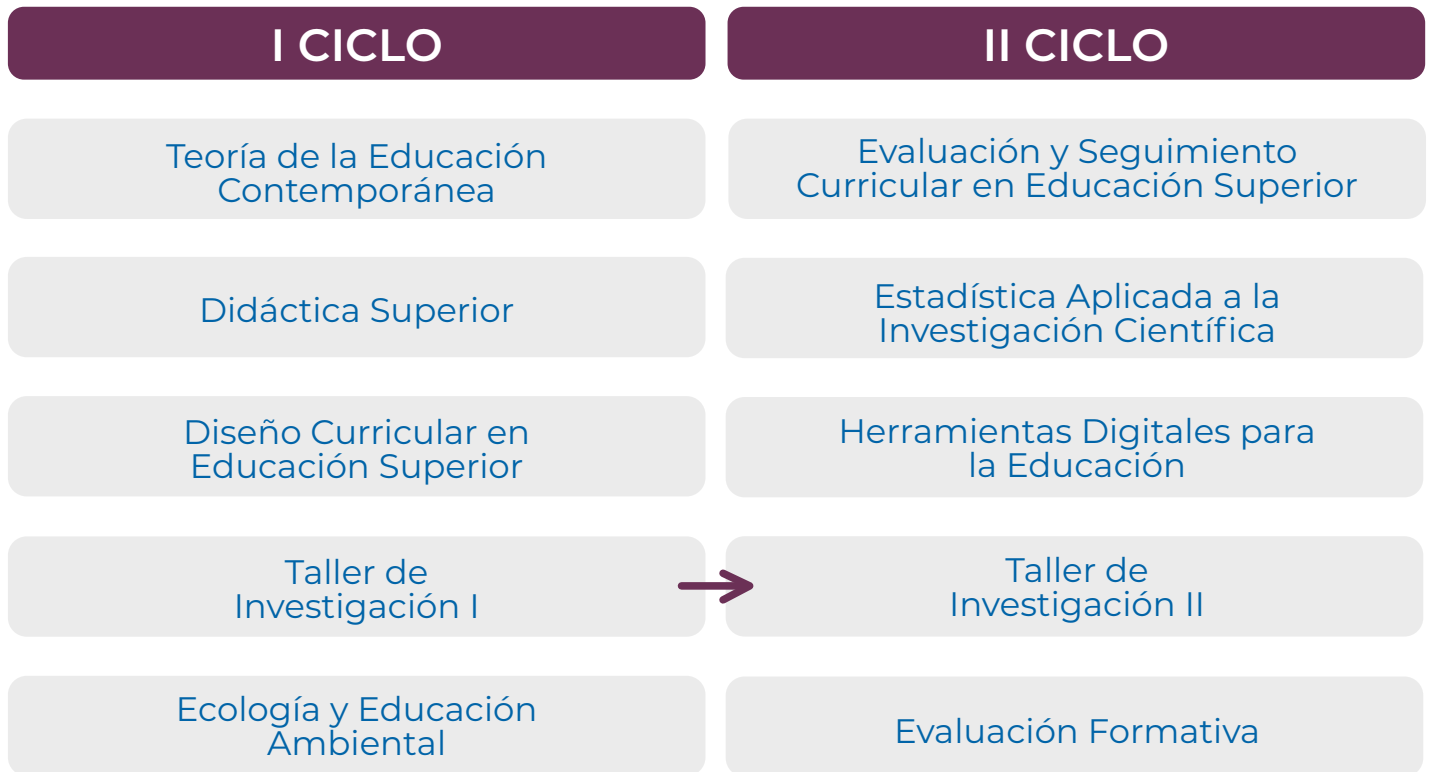 I CICLO
II CICLO
Teoría de la Educación
Contemporánea
Evaluación y Seguimiento
Curricular en Educación Superior
Didáctica Superior
Estadística Aplicada a la
Investigación Científica
Diseño Curricular en
Educación Superior
Herramientas Digitales para
la Educación
Taller de
Investigación I
Taller de
Investigación II
Ecología y Educación
Ambiental
Evaluación Formativa